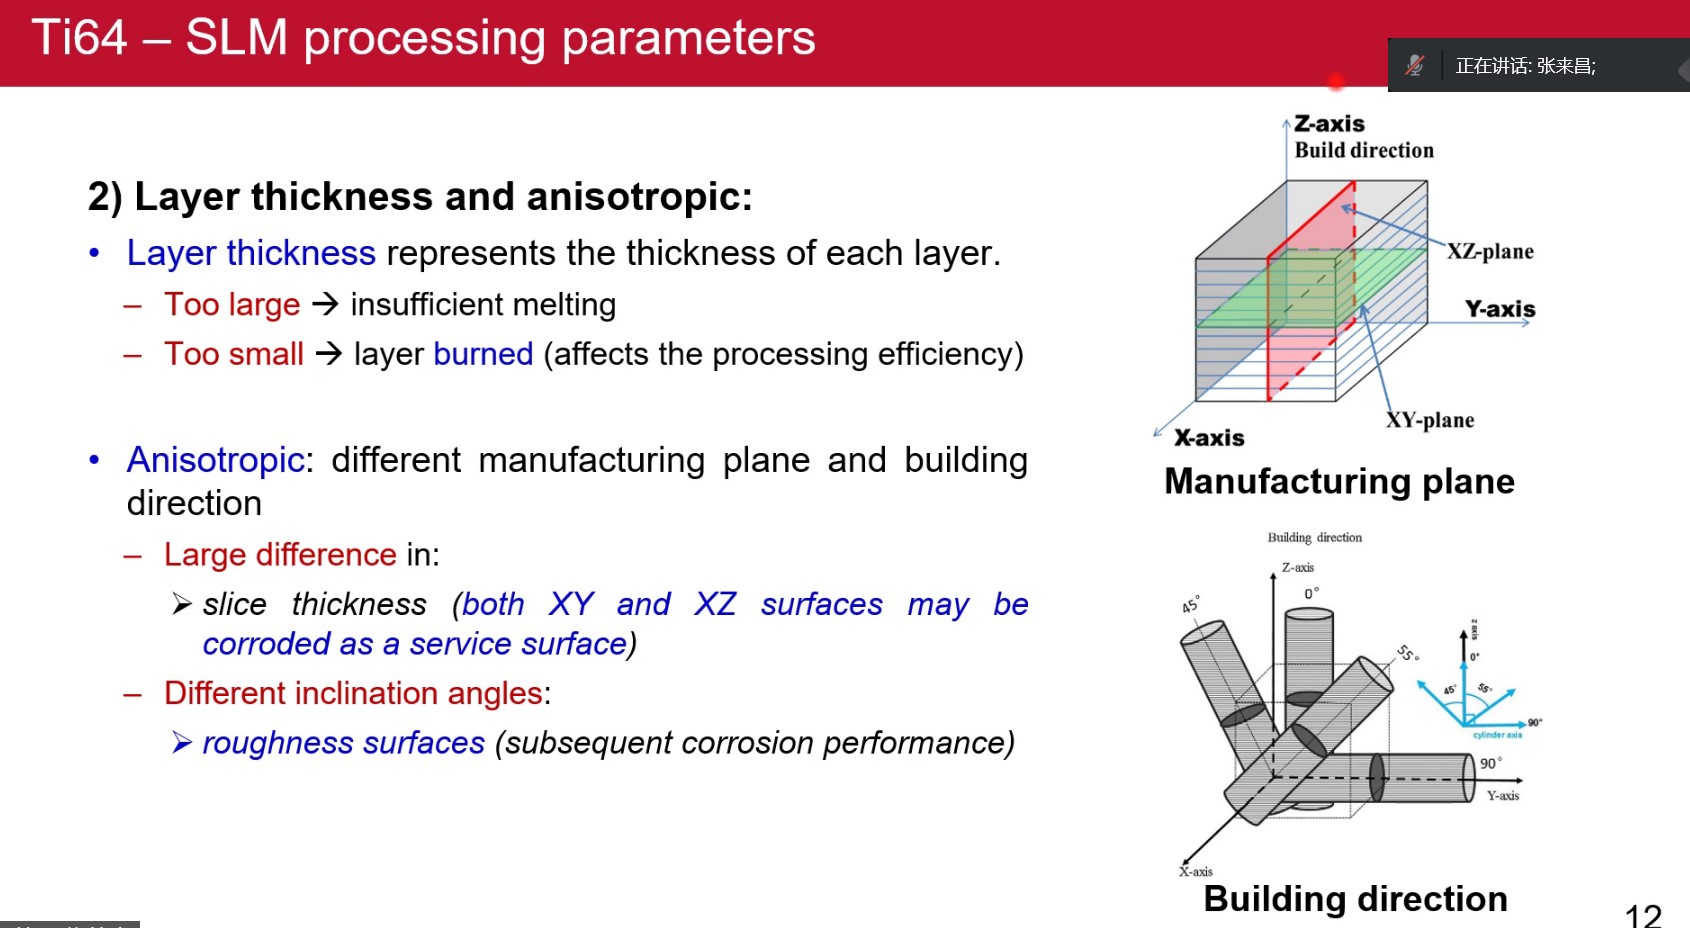 Ti64 – SLM processing parameters
正在讲话: 张来昌;
2) Layer thickness and anisotropic:
• Layer thickness represents the thickness of each layer.
– Too large → insufficient melting
– Too small → layer burned (affects the processing efficiency)
• Anisotropic: different manufacturing plane and building
direction
– Large difference in:
➢ slice thickness (both XY and XZ surfaces may be
corroded as a service surface)
– Different inclination angles:
➢ roughness surfaces (subsequent corrosion performance)
Z-axis
Build direction
XZ-plane
Y-axis
XY-plane
X-axis
Manufacturing plane
Building direction
Z-axis
0°
45°
55°
90°
Y-axis
X-axis
z axis
0°
45°
55°
90°
cylinder axis
Building direction
12